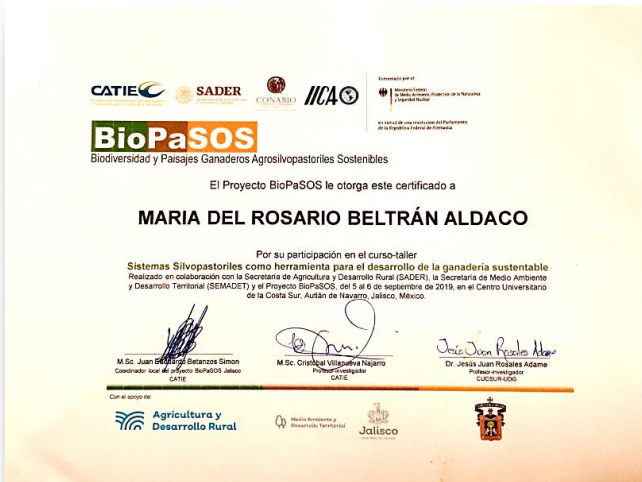 CATIE
SADER
CONABIO
IICA
Fomentado por el:
Ministerio Federal
de Medio Ambiente, Protección de la Naturaleza
y Seguridad Nuclear
en virtud de una resolución del Parlamento
de la República Federal de Alemania
BioPaSOS
Biodiversidad y Paisajes Ganaderos Agrosilvopastoriles Sostenibles
El Proyecto BioPaSOS le otorga este certificado a
MARIA DEL ROSARIO BELTRÁN ALDACO
Por su participación en el curso-taller
Sistemas Silvopastoriles como herramienta para el desarrollo de la ganadería sustentable
Realizado en colaboración con la Secretaria de Agricultura y Desarrollo Rural (SADER), la Secretaria de Medio Ambiente
y Desarrollo Territorial (SEMADET) y el Proyecto BioPaSOS, del 5 al 6 de septiembre de 2019, en el Centro Universitario
de la Costa Sur, Autlán de Navarro, Jalisco, México.
Jesús Juan Rosales Adame
M.Sc. Juan Edduardo Betanzos Simon
Coordinador local del proyecto BioPaSOS Jalisco
CATIE
M.Sc. Cristóbal Villanueva Najarro
Profesor-investigador
CATIE
Dr. Jesús Juan Rosales Adame
Profesor-investigador
CUCSUR-UDG
Con el apoyo de:
Agricultura y
Desarrollo Rural
Medio Ambiente y
Desarrollo Territorial
Jalisco